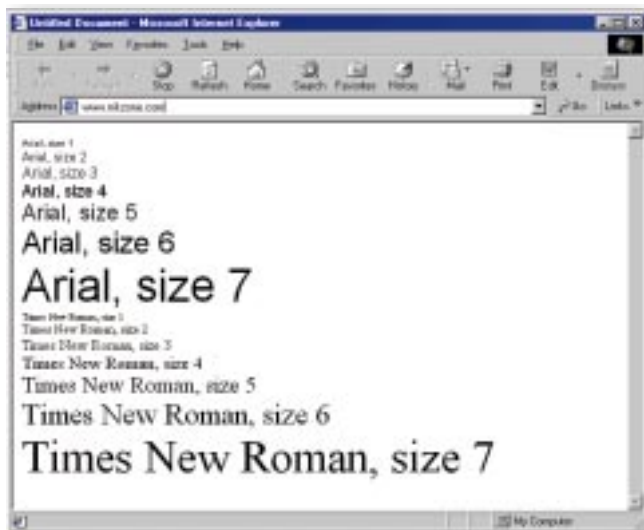 Untitled Document - Microsoft Internet Explorer
File Edit View Favorites Tools Help
Stop Refresh Home Search Favorites History Mail Print Edit Discuss
Address Go Links
Arial, size 1
Arial, size 2
Arial, size 3
Arial, size 4
Arial, size 5
Arial, size 6
Arial, size 7
Times New Roman, size 1
Times New Roman, size 2
Times New Roman, size 3
Times New Roman, size 4
Times New Roman, size 5
Times New Roman, size 6
Times New Roman, size 7
My Computer